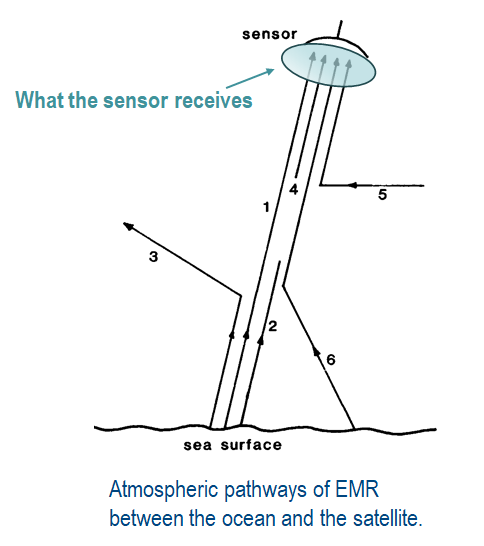 sensor
What the sensor receives
4
5
1
3
2
6
sea surface
Atmospheric pathways of EMR
between the ocean and the satellite.